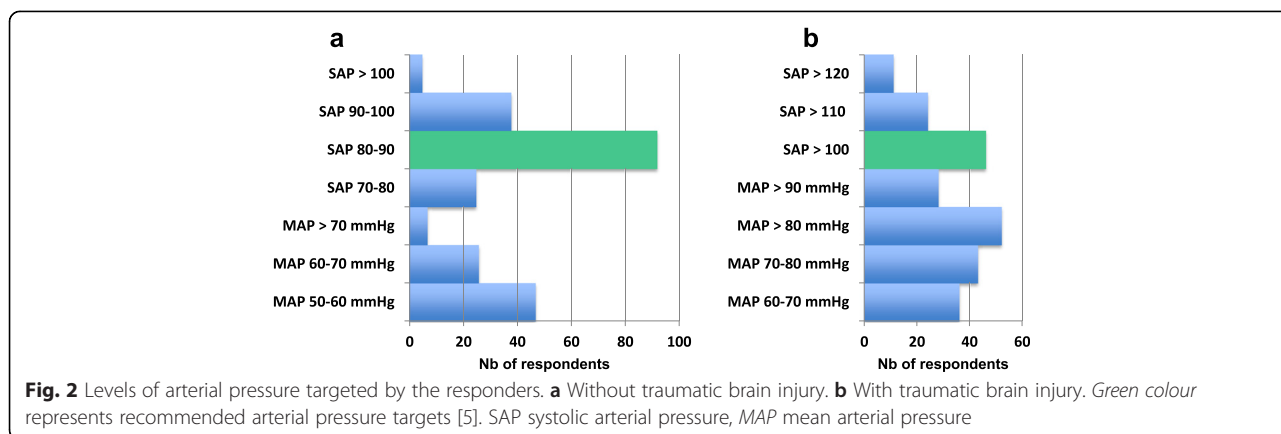 a
SAP > 100
SAP 90-100
SAP 80-90
SAP 70-80
MAP > 70 mmHg
MAP 60-70 mmHg
MAP 50-60 mmHg
0 20 40 60 80 100
Nb of respondents
b
SAP > 120
SAP > 110
SAP > 100
MAP > 90 mmHg
MAP > 80 mmHg
MAP 70-80 mmHg
MAP 60-70 mmHg
0 20 40 60
Nb of respondents
Fig. 2 Levels of arterial pressure targeted by the responders. a Without traumatic brain injury. b With traumatic brain injury. Green colour
represents recommended arterial pressure targets [5]. SAP systolic arterial pressure, MAP mean arterial pressure